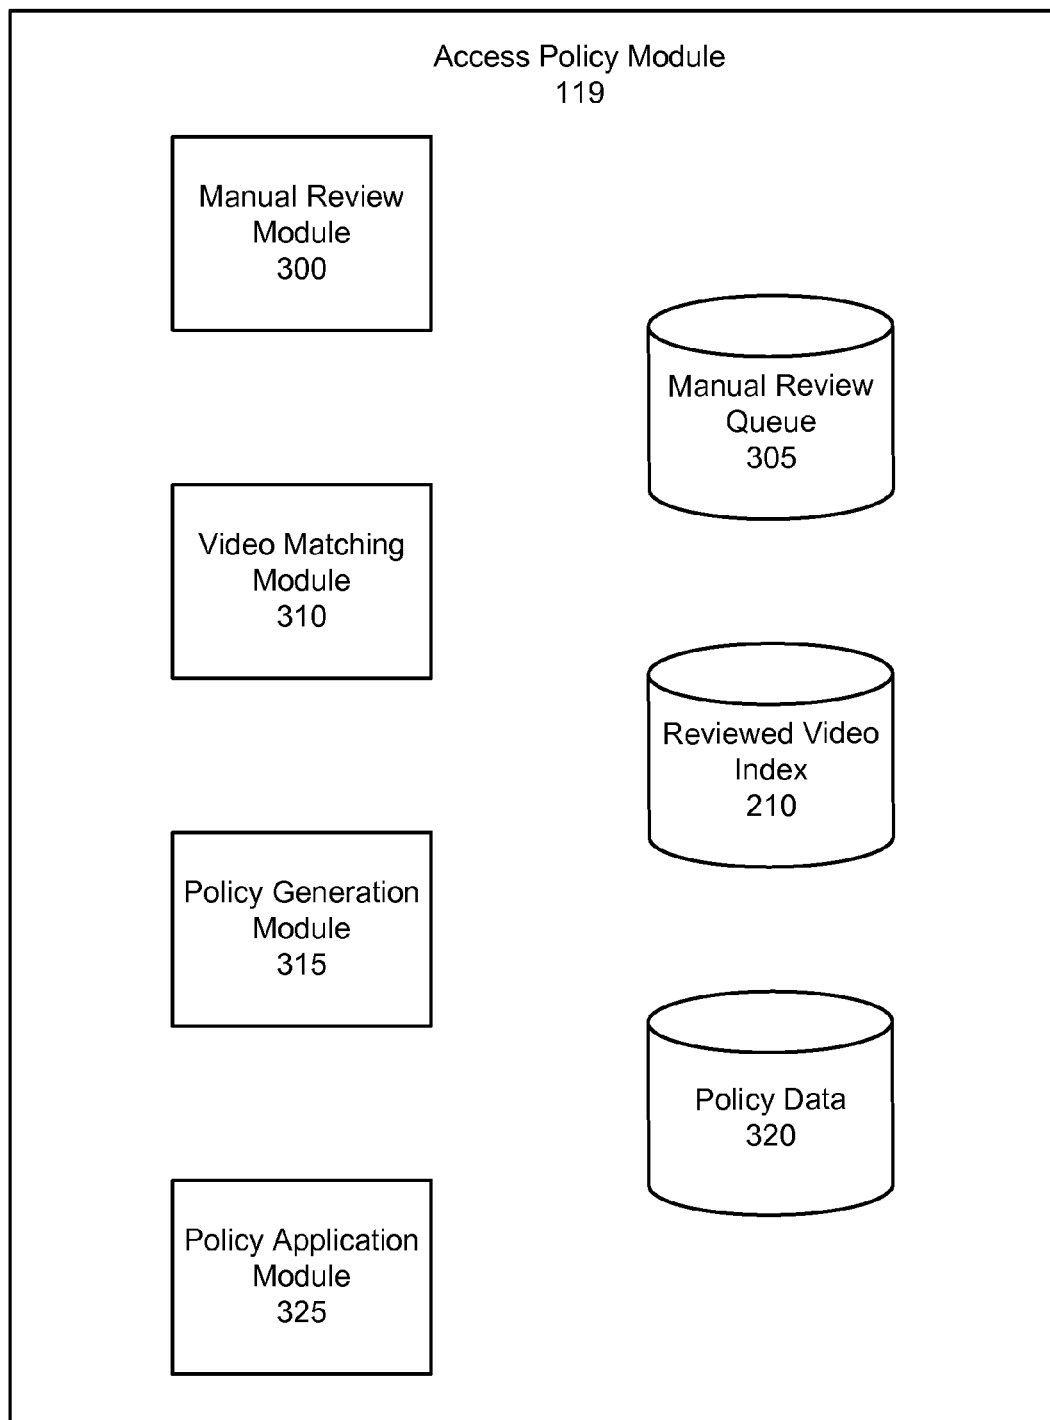 Access Policy Module
119
Manual Review
Module
300
Manual Review
Queue
305
Video Matching
Module
310
Reviewed Video
Index
210
Policy Generation
Module
315
Policy Data
320
Policy Application
Module
325